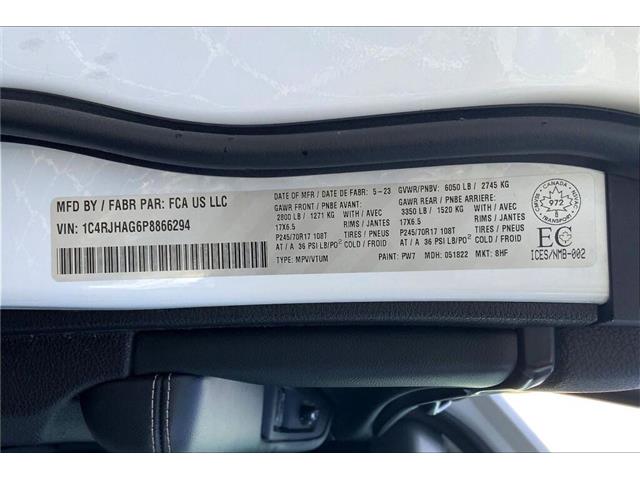 MFD BY / FABR PAR: FCA US LLC
VIN: 1C4RJHAG6P8866294
DATE OF MFR / DATE DE FABR: 5-23
GVWR/PNBV: 6050 LB / 2745 KG
GAWR FRONT / PNBE AVANT:
2800 LB / 1271 KG
17X6.5 RIMS / JANTES
P245/70R17 108T TIRES / PNEUS
AT / A 36 PSI LB/PO² COLD / A FROID
GAWR REAR / PNBE ARRIERE:
3350 LB / 1520 KG
17X6.5 RIMS / JANTES
P245/70R17 108T TIRES / PNEUS
AT / A 36 PSI LB/PO² COLD / A FROID
TYPE: MPV/VTUM
PAINT: PW7
MDH: 051822
MKT: 8HF
CANADA
972
TRANSPORT
EC
ICES/NMB-002